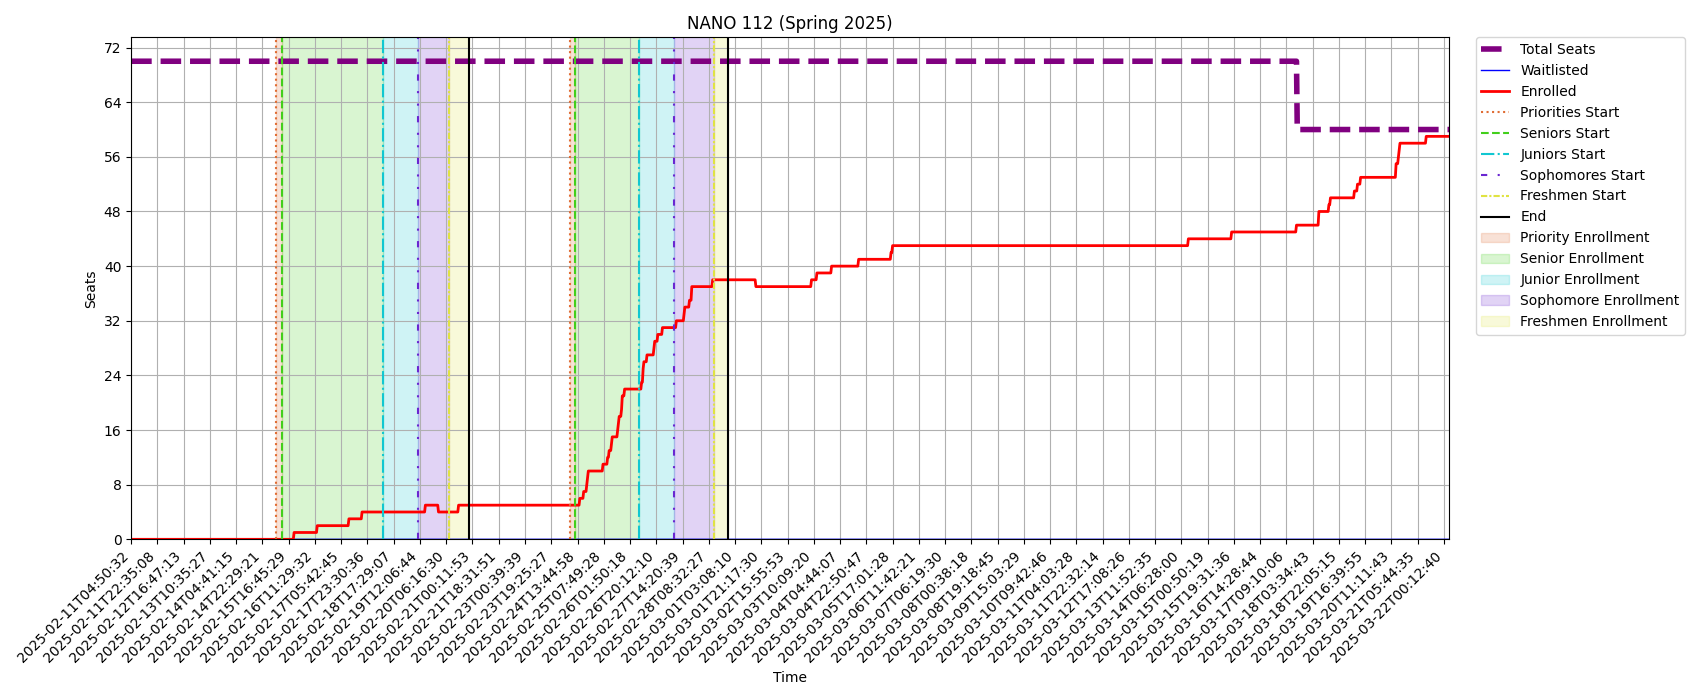 NANO 112 (Spring 2025)
Seats
72
64
56
48
40
32
24
16
8
0
2025-02-11T04:50:32
2025-02-11T22:35:08
2025-02-12T16:47:13
2025-02-13T10:35:27
2025-02-14T04:41:15
2025-02-14T22:29:21
2025-02-15T16:45:29
2025-02-16T11:29:32
2025-02-17T05:42:45
2025-02-17T23:30:36
2025-02-18T17:29:07
2025-02-19T12:06:44
2025-02-20T06:16:30
2025-02-21T00:11:53
2025-02-21T18:31:51
2025-02-23T00:39:39
2025-02-23T19:25:27
2025-02-24T13:44:58
2025-02-25T07:49:28
2025-02-26T01:50:18
2025-02-26T20:12:10
2025-02-27T14:20:39
2025-02-28T08:32:27
2025-03-01T03:08:10
2025-03-01T21:17:30
2025-03-02T15:55:53
2025-03-03T10:09:20
2025-03-04T04:44:07
2025-03-04T22:50:47
2025-03-05T17:01:28
2025-03-06T11:42:21
2025-03-07T06:19:30
2025-03-08T00:38:18
2025-03-08T19:18:45
2025-03-09T15:03:29
2025-03-10T09:42:46
2025-03-11T04:03:28
2025-03-11T22:32:14
2025-03-12T17:08:26
2025-03-13T11:52:35
2025-03-14T06:28:00
2025-03-15T00:50:19
2025-03-15T19:31:36
2025-03-16T14:28:44
2025-03-17T09:10:06
2025-03-18T03:34:43
2025-03-18T22:05:15
2025-03-19T16:39:55
2025-03-20T11:11:43
2025-03-21T05:44:35
2025-03-22T00:12:40
Time
Total Seats
Waitlisted
Enrolled
Priorities Start
Seniors Start
Juniors Start
Sophomores Start
Freshmen Start
End
Priority Enrollment
Senior Enrollment
Junior Enrollment
Sophomore Enrollment
Freshmen Enrollment